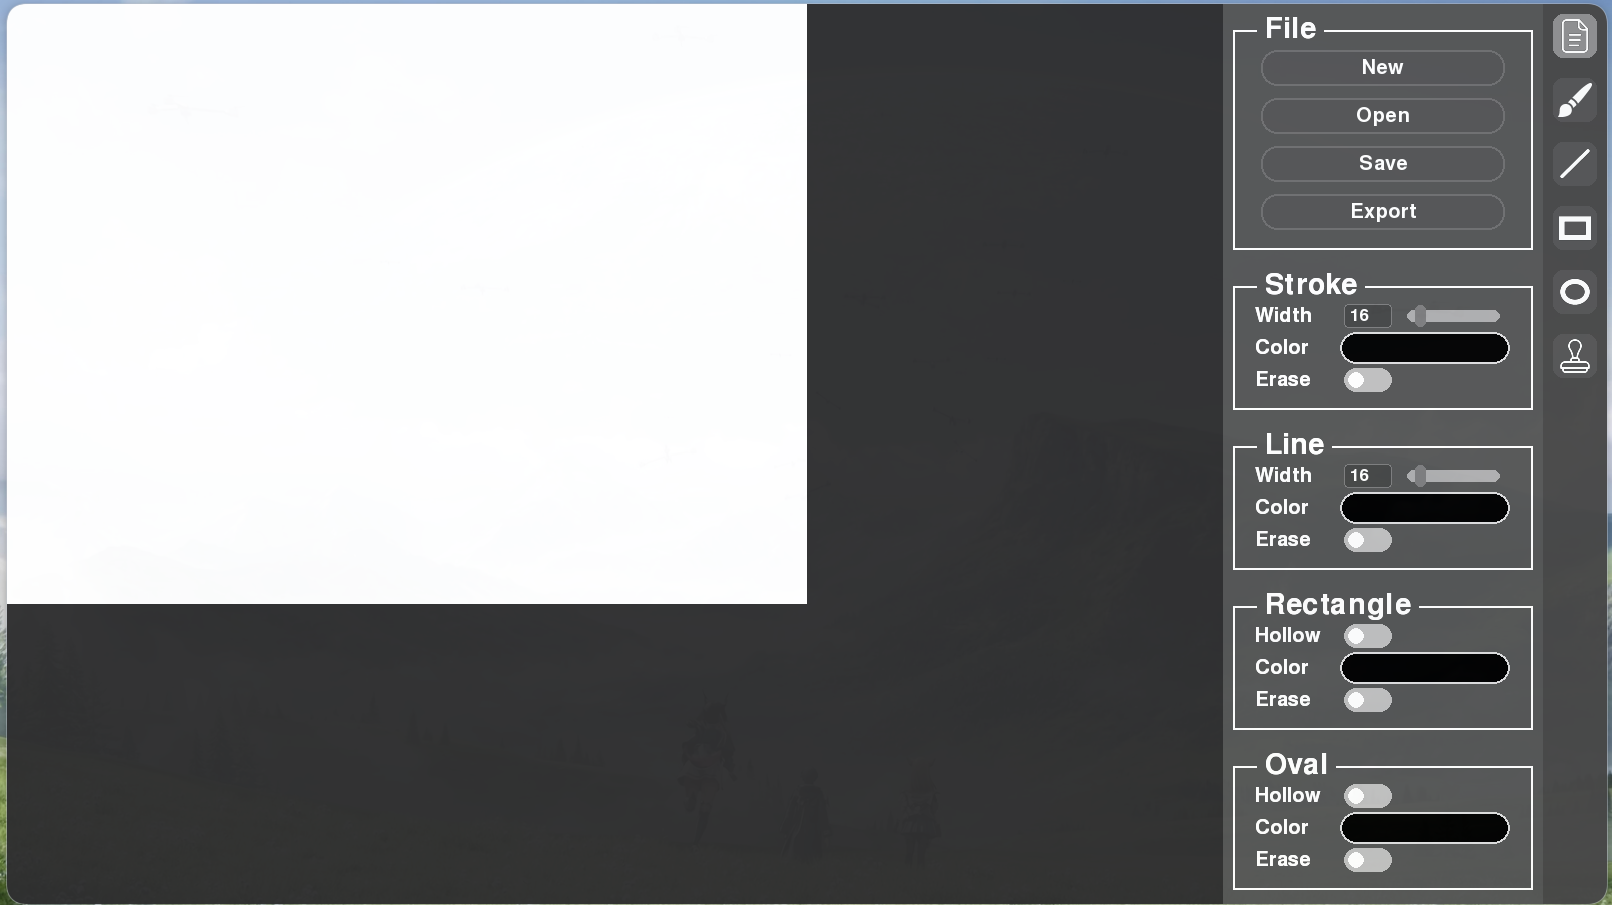 File
New
Open
Save
Export
Stroke
Width 16
Color
Erase
Line
Width 16
Color
Erase
Rectangle
Hollow
Color
Erase
Oval
Hollow
Color
Erase